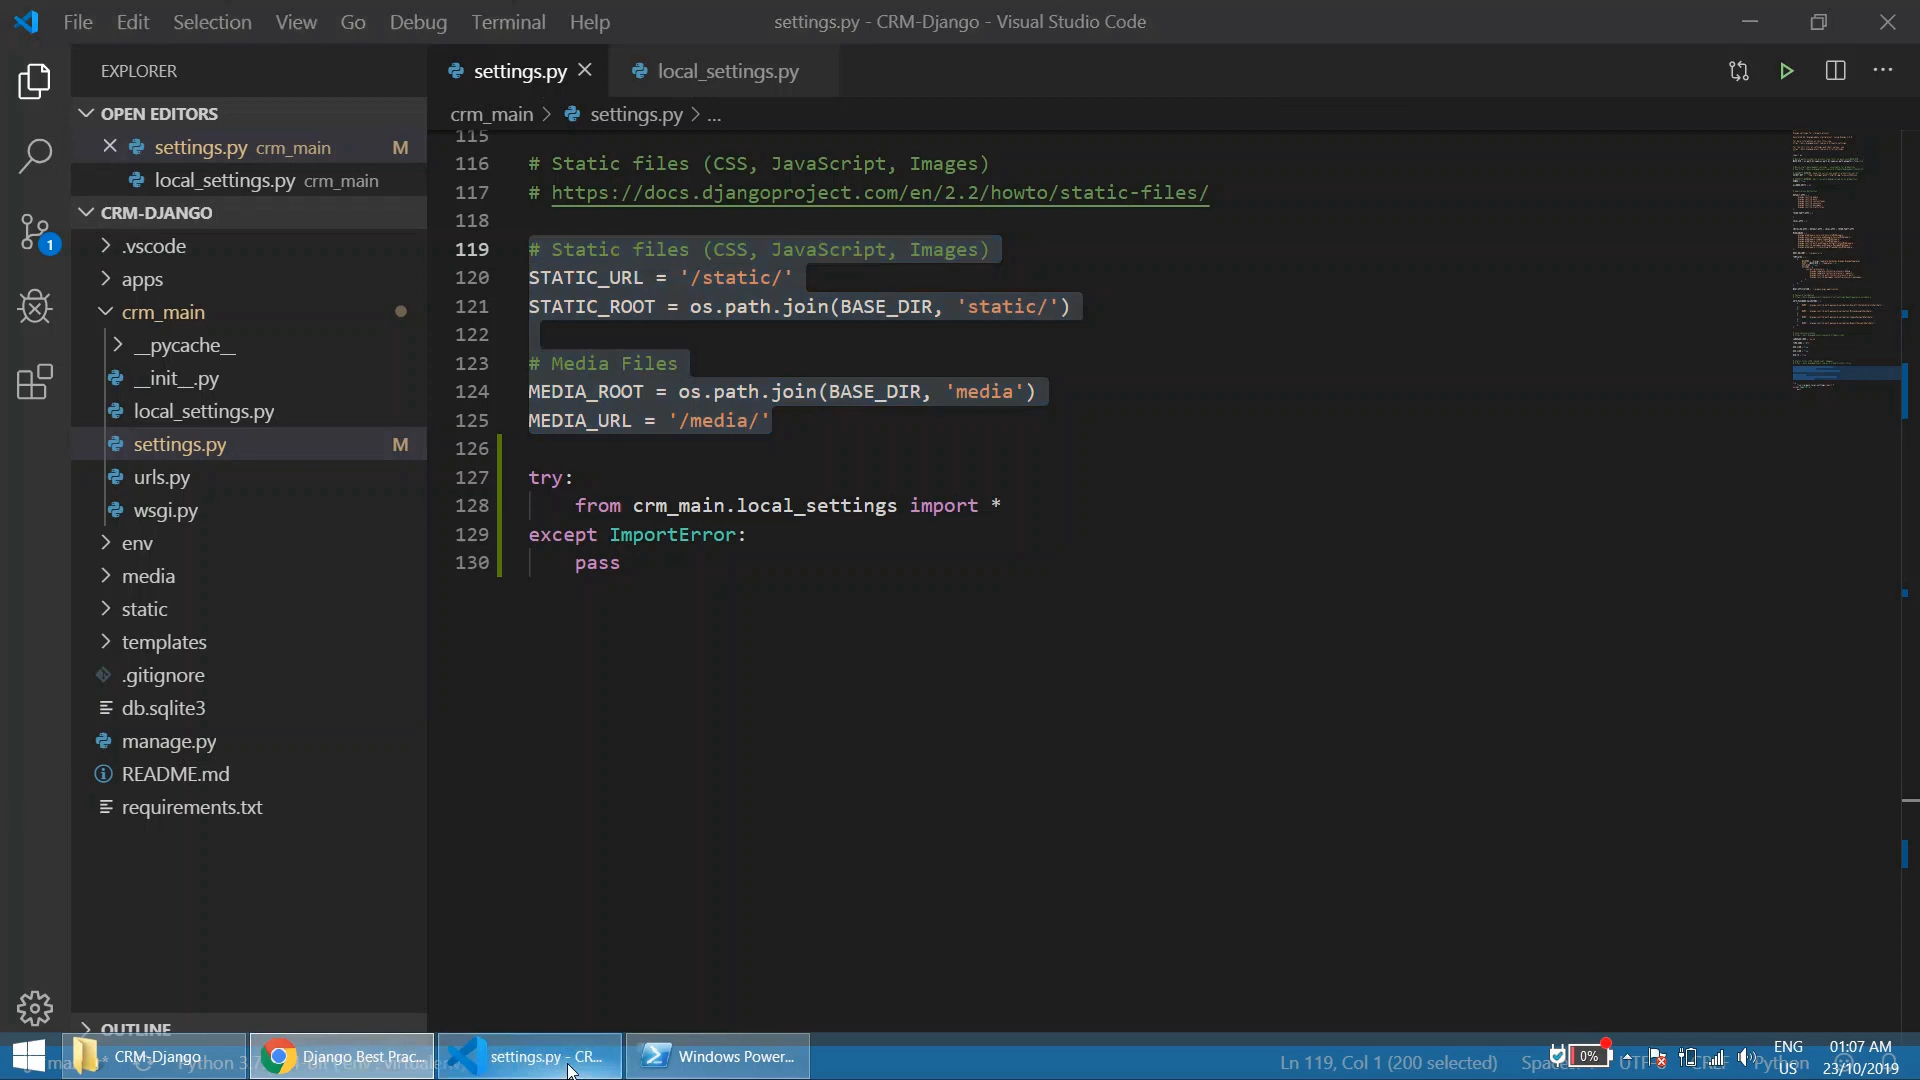 File Edit Selection View Go Debug Terminal Help
settings.py - CRM-Django - Visual Studio Code
EXPLORER
settings.py
local_settings.py
OPEN EDITORS
settings.py crm_main M
local_settings.py crm_main
CRM-DJANGO
.vscode
apps
crm_main
__pycache__
__init__.py
local_settings.py
settings.py M
urls.py
wsgi.py
env
media
static
templates
.gitignore
db.sqlite3
manage.py
README.md
requirements.txt
OUTLINE
1
crm_main > settings.py > ...
115
116 # Static files (CSS, JavaScript, Images)
117 # https://docs.djangoproject.com/en/2.2/howto/static-files/
118
119 # Static files (CSS, JavaScript, Images)
120 STATIC_URL = '/static/'
121 STATIC_ROOT = os.path.join(BASE_DIR, 'static/')
122
123 # Media Files
124 MEDIA_ROOT = os.path.join(BASE_DIR, 'media')
125 MEDIA_URL = '/media/'
126
127 try:
128 from crm_main.local_settings import *
129 except ImportError:
130 pass
CRM-Django
Django Best Prac...
settings.py - CR...
Windows Power...
Ln 119, Col 1 (200 selected)
Python
0%
ENG
US
01:07 AM
23/10/2019